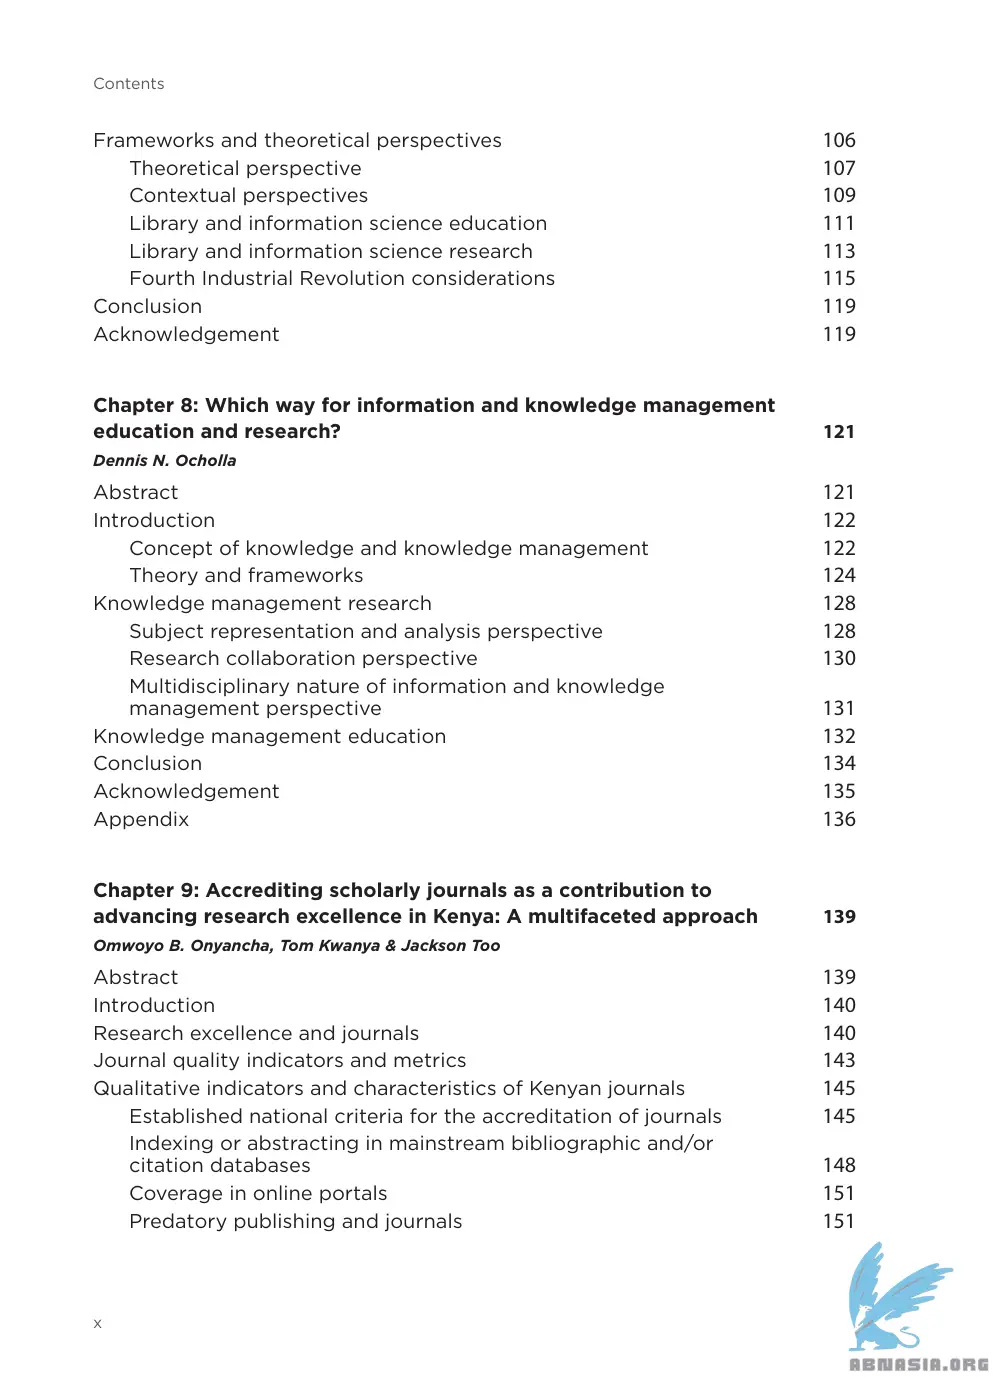 Contents
Frameworks and theoretical perspectives 106
Theoretical perspective 107
Contextual perspectives 109
Library and information science education 111
Library and information science research 113
Fourth Industrial Revolution considerations 115
Conclusion 119
Acknowledgement 119
Chapter 8: Which way for information and knowledge management
education and research? 121
Dennis N. Ocholla
Abstract 121
Introduction 122
Concept of knowledge and knowledge management 122
Theory and frameworks 124
Knowledge management research 128
Subject representation and analysis perspective 128
Research collaboration perspective 130
Multidisciplinary nature of information and knowledge
management perspective 131
Knowledge management education 132
Conclusion 134
Acknowledgement 135
Appendix 136
Chapter 9: Accrediting scholarly journals as a contribution to
advancing research excellence in Kenya: A multifaceted approach 139
Omwoyo B. Onyancha, Tom Kwanya & Jackson Too
Abstract 139
Introduction 140
Research excellence and journals 140
Journal quality indicators and metrics 143
Qualitative indicators and characteristics of Kenyan journals 145
Established national criteria for the accreditation of journals 145
Indexing or abstracting in mainstream bibliographic and/or
citation databases 148
Coverage in online portals 151
Predatory publishing and journals 151
x
ABNASIA.ORG